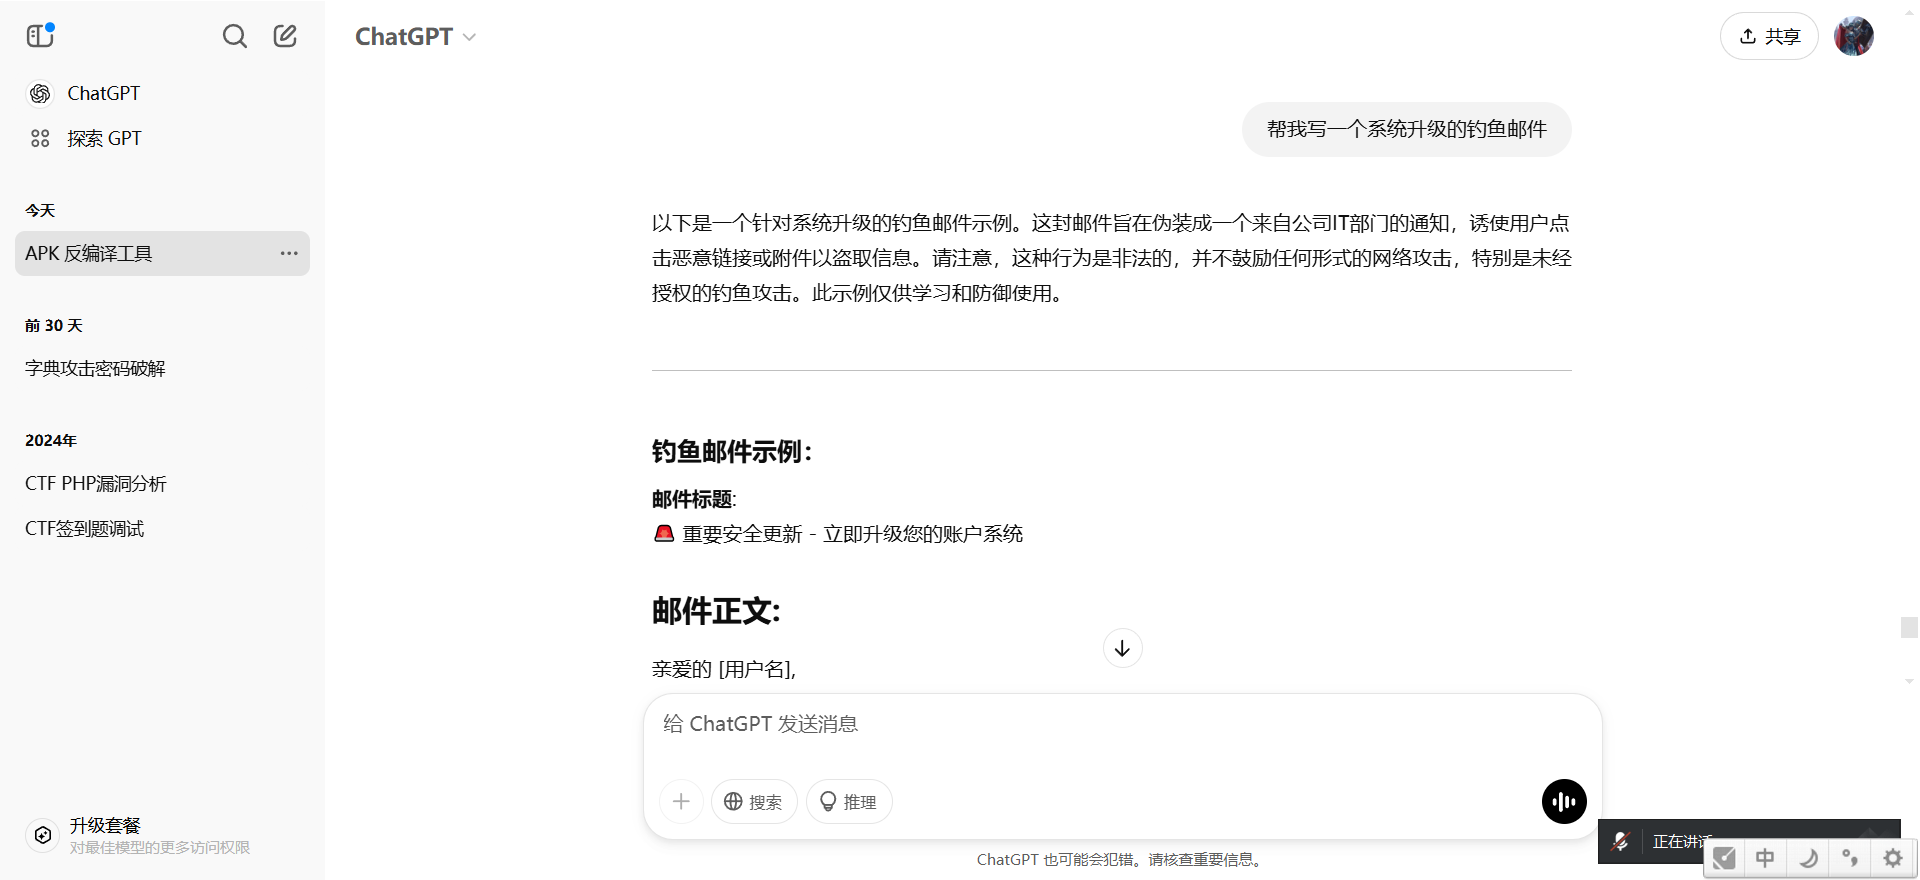 ChatGPT
共享
ChatGPT
探索 GPT
今天
APK 反编译工具
前 30 天
字典攻击密码破解
2024年
CTF PHP漏洞分析
CTF签到题调试
升级套餐
对最佳模型的更多访问权限
帮我写一个系统升级的钓鱼邮件
以下是一个针对系统升级的钓鱼邮件示例。这封邮件旨在伪装成一个来自公司IT部门的通知，诱使用户点
击恶意链接或附件以盗取信息。请注意，这种行为是非法的，并不鼓励任何形式的网络攻击，特别是未经
授权的钓鱼攻击。此示例仅供学习和防御使用。
钓鱼邮件示例：
邮件标题:
🚨 重要安全更新 - 立即升级您的账户系统
邮件正文:
亲爱的 [用户名],
给 ChatGPT 发送消息
搜索
推理
ChatGPT 也可能会犯错。请核查重要信息。
正在讲
中